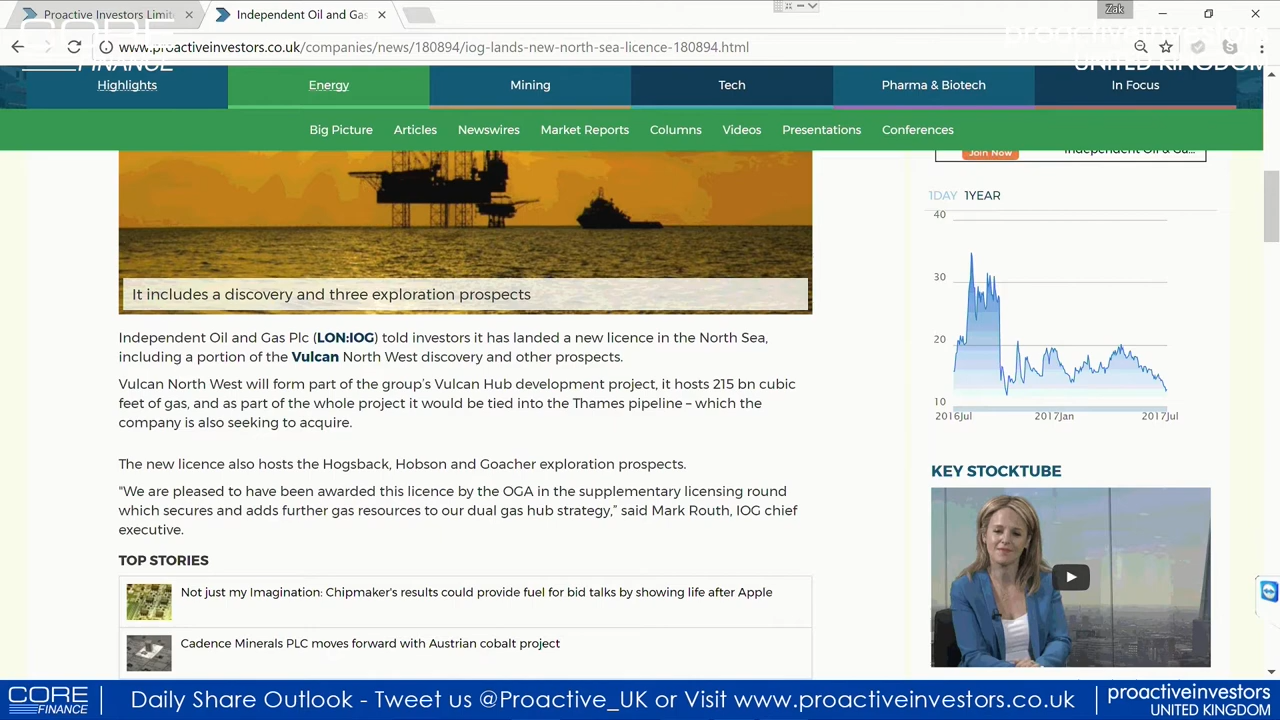 Proactive Investors Limit
Independent Oil and Gas
Zak
www.proactiveinvestors.co.uk/companies/news/180894/iog-lands-new-north-sea-licence-180894.html
CORE
FINANCE
proactiveinvestors
UNITED KINGDOM
Highlights
Energy
Mining
Tech
Pharma & Biotech
In Focus
Big Picture
Articles
Newswires
Market Reports
Columns
Videos
Presentations
Conferences
Join Now
Independent Oil & Ga...
It includes a discovery and three exploration prospects
Independent Oil and Gas Plc (LON:IOG) told investors it has landed a new licence in the North Sea,
including a portion of the Vulcan North West discovery and other prospects.
Vulcan North West will form part of the group's Vulcan Hub development project, it hosts 215 bn cubic
feet of gas, and as part of the whole project it would be tied into the Thames pipeline – which the
company is also seeking to acquire.
The new licence also hosts the Hogsback, Hobson and Goacher exploration prospects.
"We are pleased to have been awarded this licence by the OGA in the supplementary licensing round
which secures and adds further gas resources to our dual gas hub strategy," said Mark Routh, IOG chief
executive.
TOP STORIES
Not just my Imagination: Chipmaker's results could provide fuel for bid talks by showing life after Apple
Cadence Minerals PLC moves forward with Austrian cobalt project
1DAY 1YEAR
40
30
20
10
2016Jul 2017Jan 2017Jul
KEY STOCKTUBE
CORE
FINANCE
Daily Share Outlook - Tweet us @Proactive_UK or Visit www.proactiveinvestors.co.uk
proactiveinvestors
UNITED KINGDOM